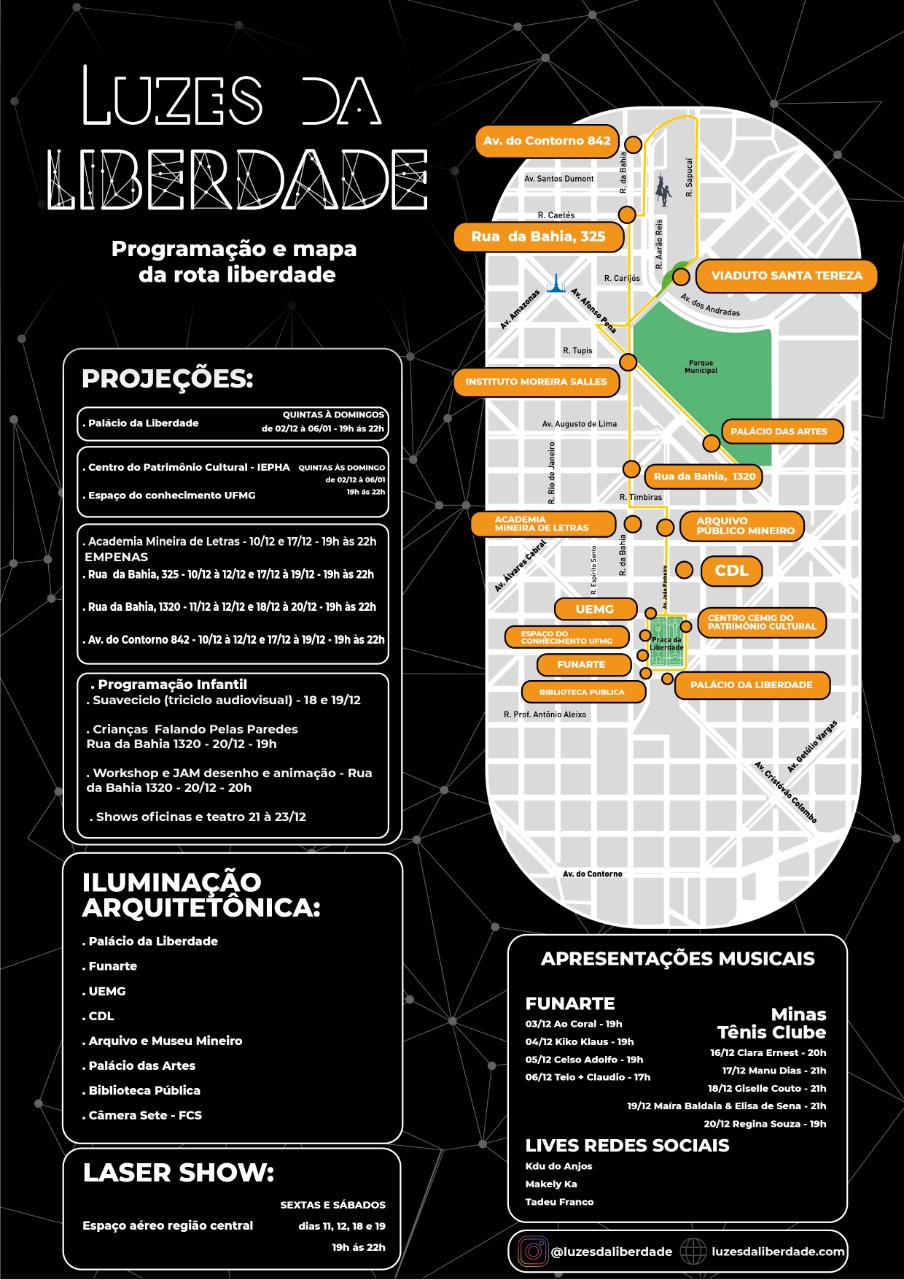 LUZES DA
LIBERDADE
Programação e mapa
da rota liberdade
PROJEÇÕES:
. Palácio da Liberdade
QUINTAS À DOMINGOS
de 02/12 à 06/01 - 19h ás 22h
. Centro do Patrimônio Cultural - IEPHA
QUINTAS ÀS DOMINGO
de 02/12 à 06/01
19h ás 22h
. Espaço do conhecimento UFMG
. Academia Mineira de Letras - 10/12 e 17/12 - 19h às 22h
EMPENAS
. Rua da Bahia, 325 - 10/12 à 12/12 e 17/12 à 19/12 - 19h às 22h
. Rua da Bahia, 1320 - 11/12 à 12/12 e 18/12 à 20/12 - 19h às 22h
. Av. do Contorno 842 - 10/12 à 12/12 e 17/12 à 19/12 - 19h às 22h
. Programação Infantil
. Suaveciclo (triciclo audiovisual) - 18 e 19/12
. Crianças Falando Pelas Paredes
Rua da Bahia 1320 - 20/12 - 19h
. Workshop e JAM desenho e animação - Rua
da Bahia 1320 - 20/12 - 20h
. Shows oficinas e teatro 21 à 23/12
ILUMINAÇÃO
ARQUITETÔNICA:
. Palácio da Liberdade
. Funarte
. UEMG
. CDL
. Arquivo e Museu Mineiro
. Palácio das Artes
. Biblioteca Pública
. Câmera Sete - FCS
LASER SHOW:
SEXTAS E SÁBADOS
Espaço aéreo região central
dias 11, 12, 18 e 19
19h ás 22h
Av. do Contorno 842
R. da Bahia
R. Sapucaí
Av. Santos Dumont
R. Caetés
Rua da Bahia, 325
R. Aarão Reis
R. Carijós
VIADUTO SANTA TEREZA
Av. Amazonas
Av. Afonso Pena
Av. dos Andradas
R. Tupis
Parque
Municipal
INSTITUTO MOREIRA SALLES
Av. Augusto de Lima
PALÁCIO DAS ARTES
R. Rio de Janeiro
Rua da Bahia, 1320
R. Timbiras
ACADEMIA
MINEIRA DE LETRAS
ARQUIVO
PÚBLICO MINEIRO
Av. Álvares Cabral
R. Espírito Santo
R. da Bahia
Av. João Pinheiro
CDL
UEMG
CENTRO CEMIG DO
PATRIMÔNIO CULTURAL
ESPAÇO DO
CONHECIMENTO UFMG
Praça da
Liberdade
FUNARTE
BIBLIOTECA PUBLICA
PALÁCIO DA LIBERDADE
R. Prof. Antônio Aleixo
Av. Getúlio Vargas
Av. Cristóvão Colombo
Av. do Contorno
APRESENTAÇÕES MUSICAIS
FUNARTE
03/12 Ao Coral - 19h
04/12 Kiko Klaus - 19h
05/12 Celso Adolfo - 19h
06/12 Telo + Claudio - 17h
Minas
Tênis Clube
16/12 Clara Ernest - 20h
17/12 Manu Dias - 21h
18/12 Giselle Couto - 21h
19/12 Maíra Baldaia & Elisa de Sena - 21h
20/12 Regina Souza - 19h
LIVES REDES SOCIAIS
Kdu do Anjos
Makely Ka
Tadeu Franco
@luzesdaliberdade
luzesdaliberdade.com